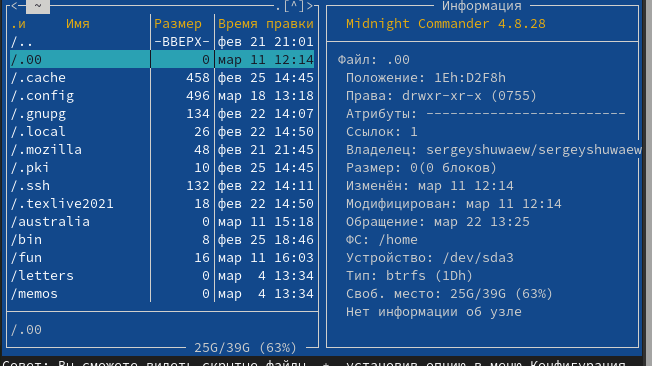 <─ ~ ─.[^]>
.и Имя Размер Время правки
/.. -ВВЕРХ- фев 21 21:01
/.00 0 мар 11 12:14
/.cache 458 фев 25 14:45
/.config 496 мар 18 13:18
/.gnupg 134 фев 22 14:07
/.local 26 фев 22 14:50
/.mozilla 48 фев 21 21:45
/.pki 10 фев 25 14:45
/.ssh 132 фев 22 14:11
/.texlive2021 18 фев 22 14:50
/australia 0 мар 11 15:18
/bin 8 фев 25 18:46
/fun 16 мар 11 16:03
/letters 0 мар 4 13:34
/memos 0 мар 4 13:34
/.00
25G/39G (63%)
Информация
Midnight Commander 4.8.28
Файл: .00
Положение: 1Eh:D2F8h
Права: drwxr-xr-x (0755)
Атрибуты: -------------------------
Ссылок: 1
Владелец: sergeyshuwaew/sergeyshuwaew
Размер: 0(0 блоков)
Изменён: мар 11 12:14
Модифицирован: мар 11 12:14
Обращение: мар 22 13:25
ФС: /home
Устройство: /dev/sda3
Тип: btrfs (1Dh)
Своб. место: 25G/39G (63%)
Нет информации об узле
Совет: Вы сможете видеть скрытые файлы .*, установив опцию в меню Конфигурация